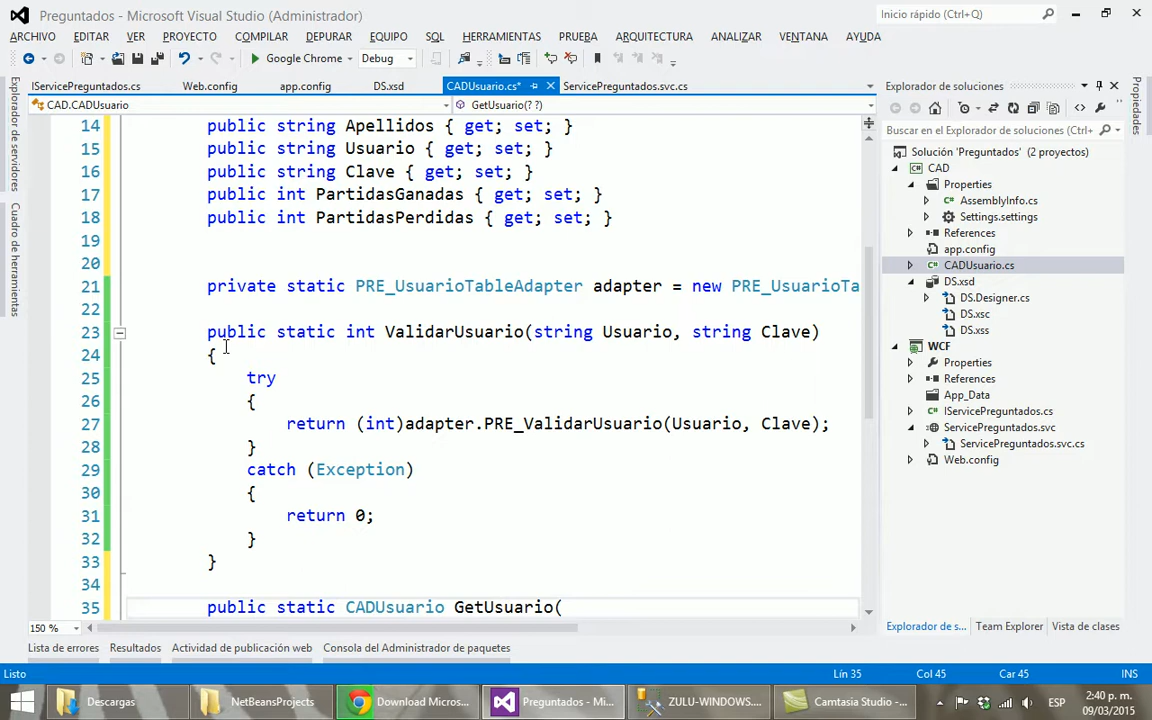 Preguntados - Microsoft Visual Studio (Administrador)
Inicio rápido (Ctrl+Q)
ARCHIVO EDITAR VER PROYECTO COMPILAR DEPURAR EQUIPO SQL HERRAMIENTAS PRUEBA ARQUITECTURA ANALIZAR VENTANA AYUDA
Google Chrome Debug
Explorador de servidores
Cuadro de herramientas
IServicePreguntados.cs Web.config app.config DS.xsd CADUsuario.cs* ServicePreguntados.svc.cs
CAD.CADUsuario GetUsuario(? ?)
14 public string Apellidos { get; set; }
15 public string Usuario { get; set; }
16 public string Clave { get; set; }
17 public int PartidasGanadas { get; set; }
18 public int PartidasPerdidas { get; set; }
19
20
21 private static PRE_UsuarioTableAdapter adapter = new PRE_UsuarioTa
22
23 public static int ValidarUsuario(string Usuario, string Clave)
24 {
25 try
26 {
27 return (int)adapter.PRE_ValidarUsuario(Usuario, Clave);
28 }
29 catch (Exception)
30 {
31 return 0;
32 }
33 }
34
35 public static CADUsuario GetUsuario(
150 %
Explorador de soluciones
Buscar en el Explorador de soluciones (Ctrl+
Solución 'Preguntados' (2 proyectos)
CAD
Properties
AssemblyInfo.cs
Settings.settings
References
app.config
CADUsuario.cs
DS.xsd
DS.Designer.cs
DS.xsc
DS.xss
WCF
Properties
References
App_Data
IServicePreguntados.cs
ServicePreguntados.svc
ServicePreguntados.svc.cs
Web.config
Explorador de s... Team Explorer Vista de clases
Propiedades
Lista de errores Resultados Actividad de publicación web Consola del Administrador de paquetes
Listo Lín 35 Col 45 Car 45 INS
Descargas NetBeansProjects Download Microso... Preguntados - Mi... ZULU-WINDOWS.... Camtasia Studio -... ESP 2:40 p. m.
09/03/2015